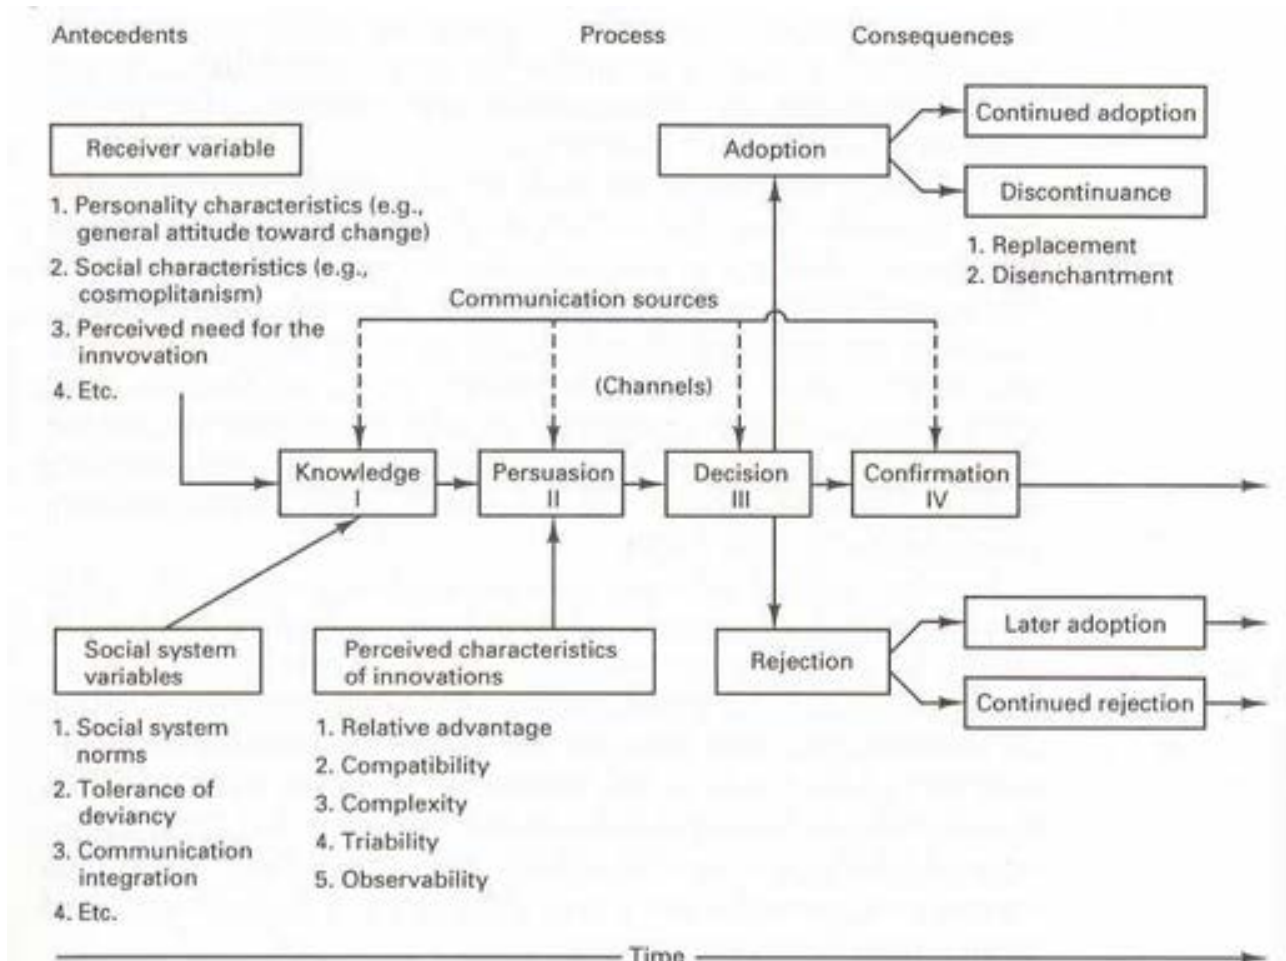 Antecedents
Process
Consequences
Receiver variable
1. Personality characteristics (e.g.,
general attitude toward change)
2. Social characteristics (e.g.,
cosmoplitanism)
3. Perceived need for the
innvovation
4. Etc.
Adoption
Continued adoption
Discontinuance
1. Replacement
2. Disenchantment
Communication sources
(Channels)
Knowledge
I
Persuasion
II
Decision
III
Confirmation
IV
Social system
variables
1. Social system
norms
2. Tolerance of
deviancy
3. Communication
integration
4. Etc.
Perceived characteristics
of innovations
1. Relative advantage
2. Compatibility
3. Complexity
4. Triability
5. Observability
Rejection
Later adoption
Continued rejection
Time